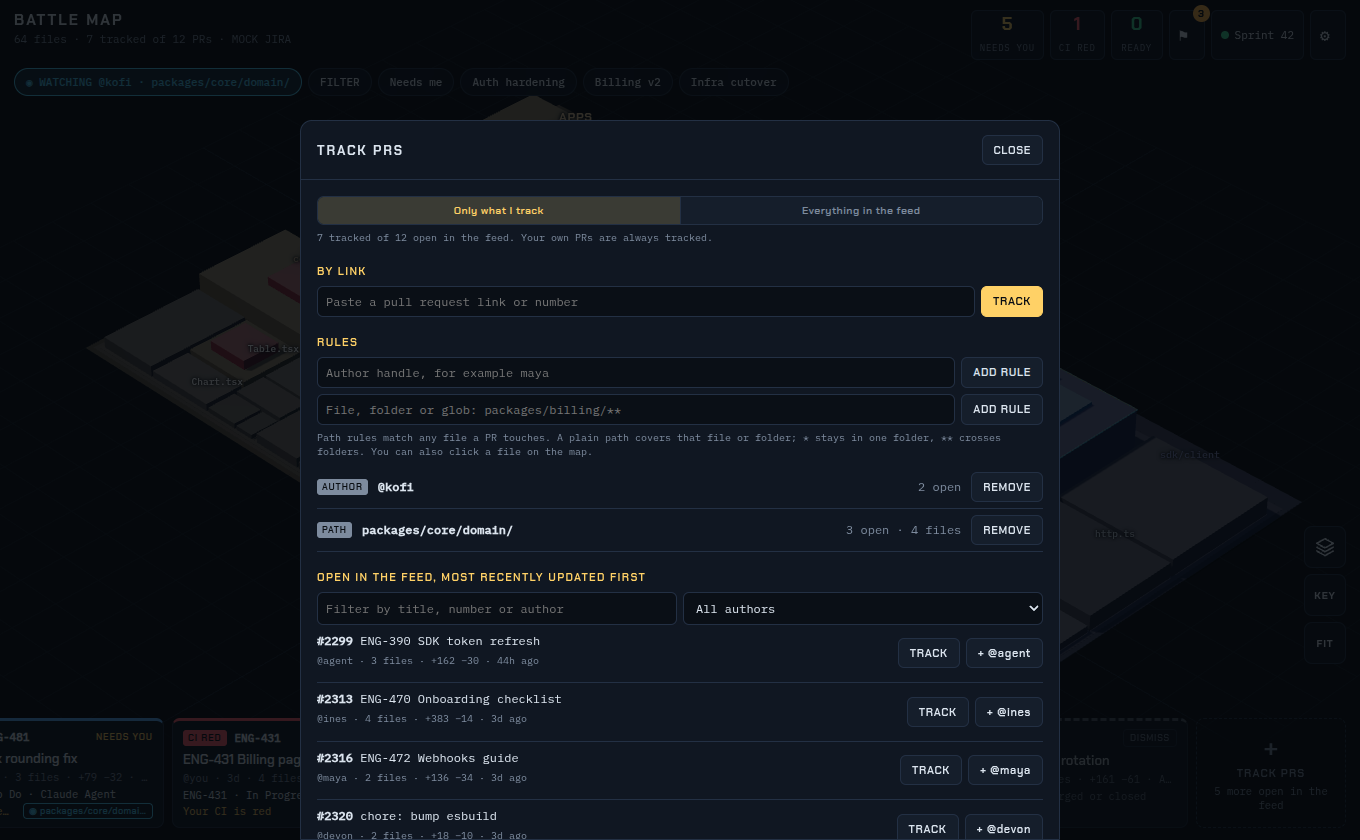 BATTLE MAP
64 files · 7 tracked of 12 PRs · MOCK JIRA
5
NEEDS YOU
1
CI RED
0
READY
3
Sprint 42
WATCHING @kofi · packages/core/domain/
FILTER
Needs me
Auth hardening
Billing v2
Infra cutover
APPS
TRACK PRS
CLOSE
Only what I track
Everything in the feed
7 tracked of 12 open in the feed. Your own PRs are always tracked.
BY LINK
Paste a pull request link or number
TRACK
RULES
Author handle, for example maya
ADD RULE
File, folder or glob: packages/billing/**
ADD RULE
Path rules match any file a PR touches. A plain path covers that file or folder; * stays in one folder, ** crosses
folders. You can also click a file on the map.
AUTHOR @kofi
2 open
REMOVE
PATH packages/core/domain/
3 open · 4 files
REMOVE
OPEN IN THE FEED, MOST RECENTLY UPDATED FIRST
Filter by title, number or author
All authors
#2299 ENG-390 SDK token refresh
@agent · 3 files · +162 −30 · 44h ago
TRACK
+ @agent
#2313 ENG-470 Onboarding checklist
@ines · 4 files · +383 −14 · 3d ago
TRACK
+ @ines
#2316 ENG-472 Webhooks guide
@maya · 2 files · +136 −34 · 3d ago
TRACK
+ @maya
#2320 chore: bump esbuild
@devon · 2 files · +18 −10 · 3d ago
TRACK
+ @devon
Table.tsx
Chart.tsx
sdk/client
http.ts
KEY
FIT
G-481
NEEDS YOU
t rounding fix
· 3 files · +79 −32 · …
o Do · Claude Agent
e…
packages/core/domai…
CI RED ENG-431
ENG-431 Billing pag
@you · 3d · 4 file
ENG-431 · In Progre
Your CI is red
DISMISS
rotation
es · +161 −61 · A…
rged or closed
+
TRACK PRS
5 more open in the
feed